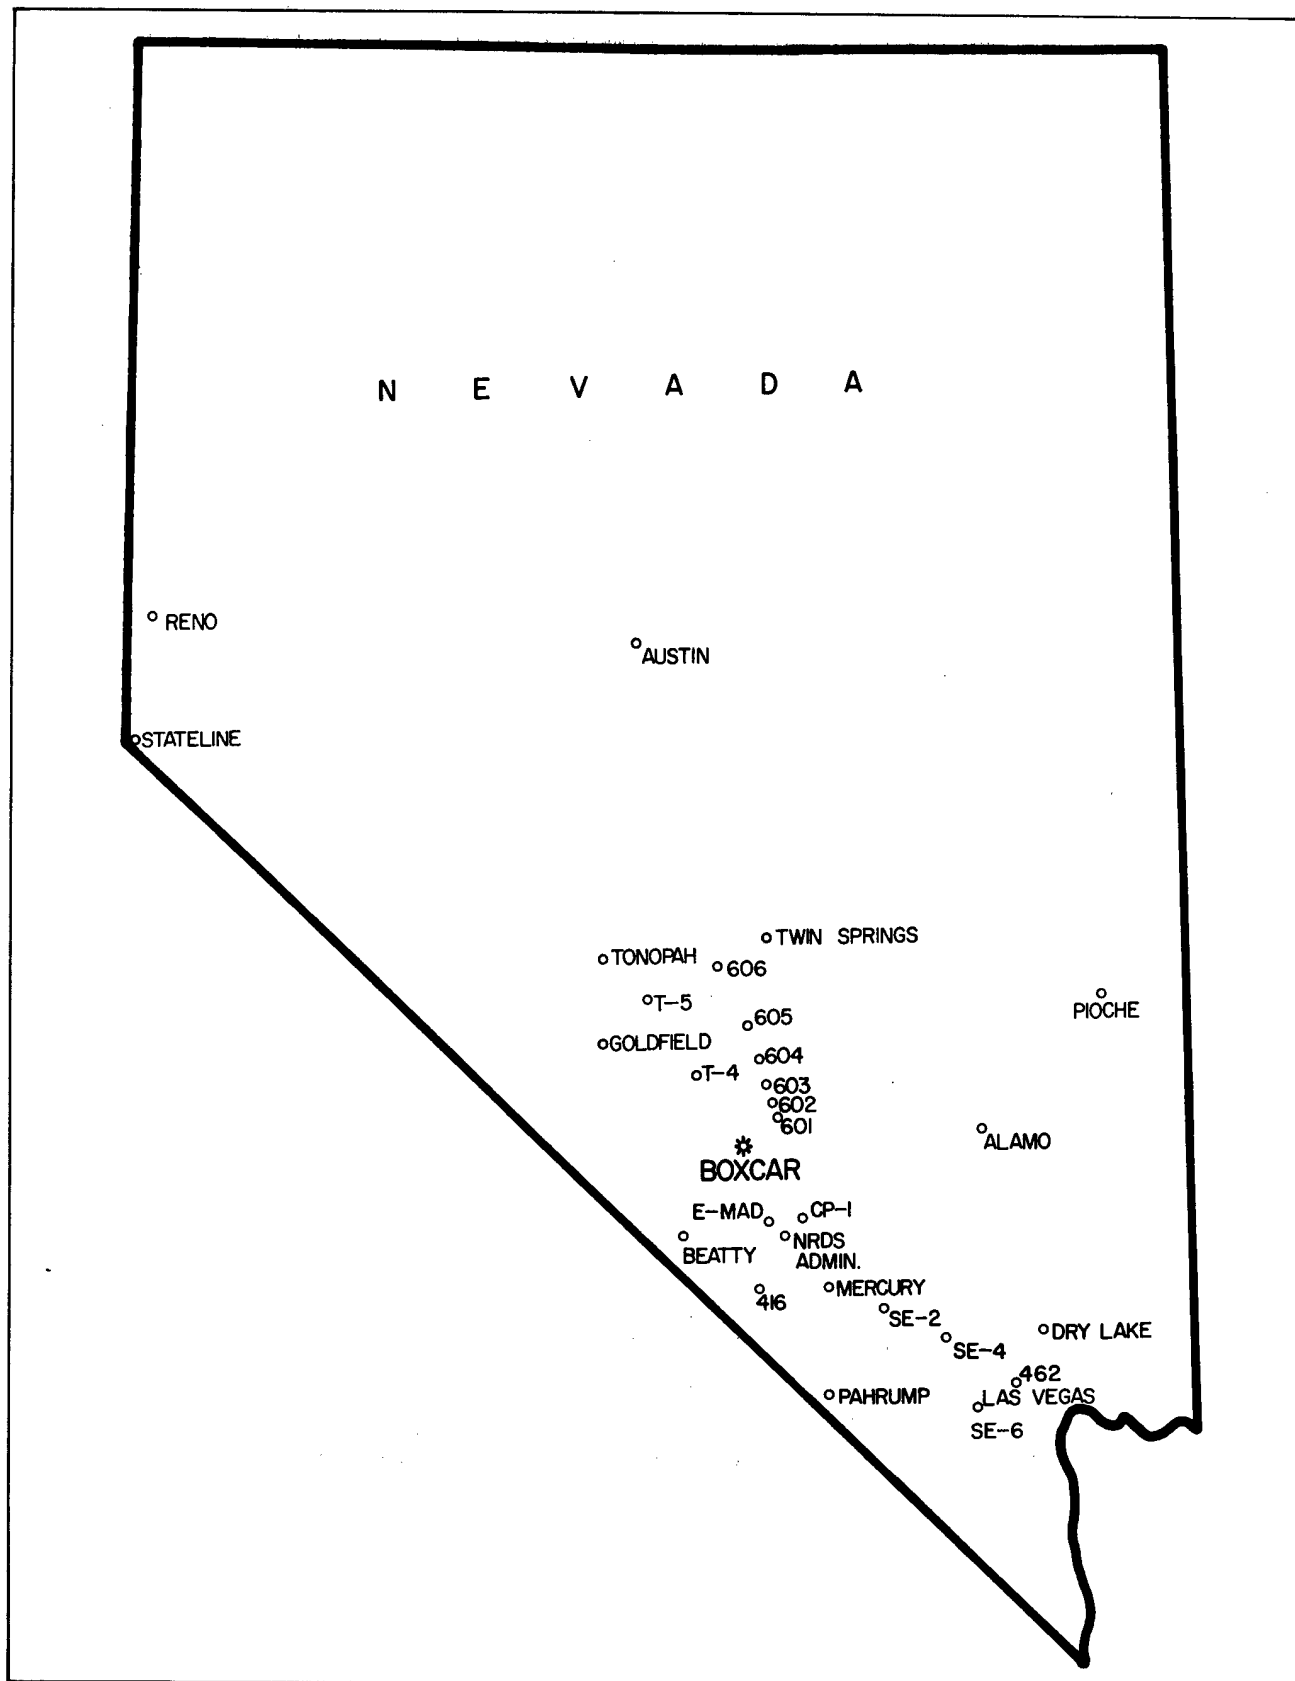 N E V A D A
RENO
AUSTIN
STATELINE
TWIN SPRINGS
TONOPAH
606
T-5
PIOCHE
605
GOLDFIELD
604
T-4
603
602
601
ALAMO
BOXCAR
E-MAD
CP-1
NRDS
ADMIN.
BEATTY
MERCURY
416
SE-2
DRY LAKE
SE-4
462
PAHRUMP
LAS VEGAS
SE-6